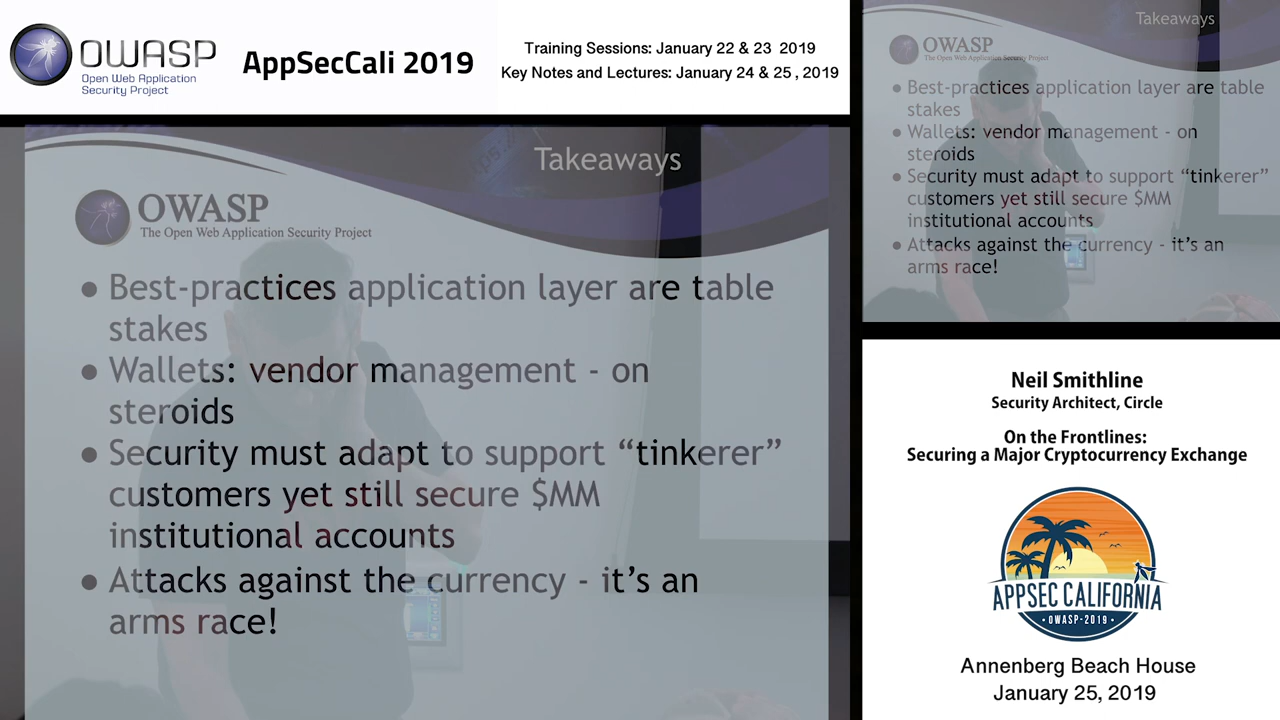 OWASP
Open Web Application
Security Project
AppSecCali 2019
Training Sessions: January 22 & 23 2019
Key Notes and Lectures: January 24 & 25 , 2019
Takeaways
OWASP
The Open Web Application Security Project
● Best-practices application layer are table
stakes
● Wallets: vendor management - on
steroids
● Security must adapt to support “tinkerer”
customers yet still secure $MM
institutional accounts
● Attacks against the currency - it’s an
arms race!
Takeaways
OWASP
The Open Web Application Security Project
● Best-practices application layer are table
stakes
● Wallets: vendor management - on
steroids
● Security must adapt to support “tinkerer”
customers yet still secure $MM
institutional accounts
● Attacks against the currency - it’s an
arms race!
Neil Smithline
Security Architect, Circle
On the Frontlines:
Securing a Major Cryptocurrency Exchange
APPSEC CALIFORNIA
• OWASP-2019 •
Annenberg Beach House
January 25, 2019